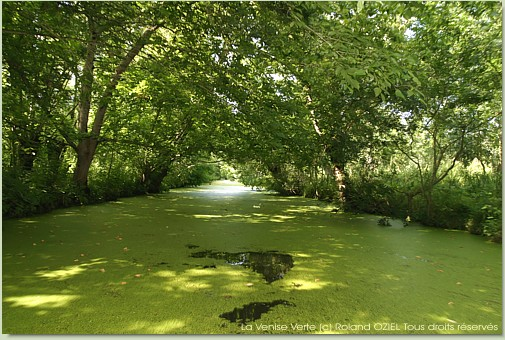 La Venise Verte (c) Roland OZIEL Tous droits réservés